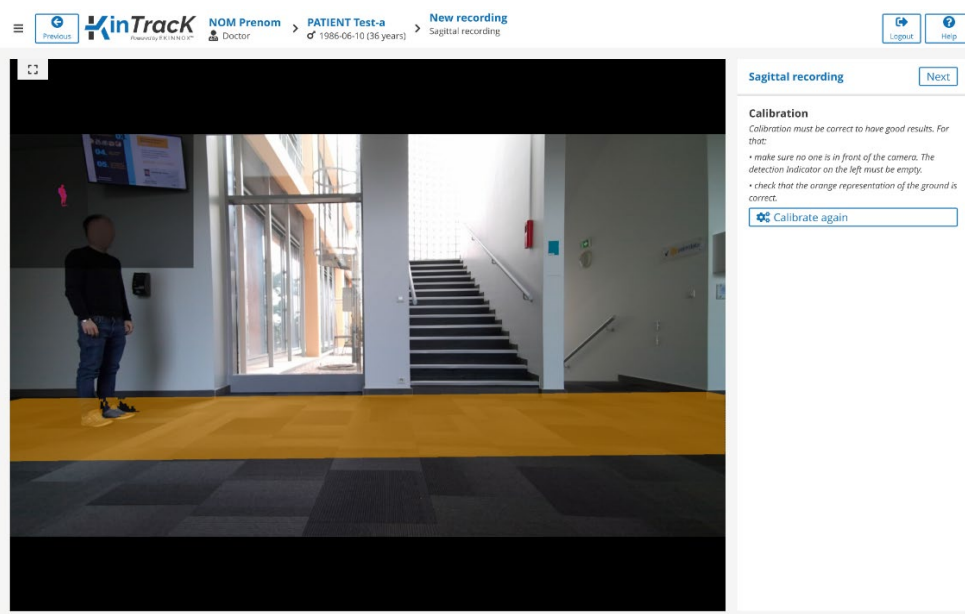 Previous
KinTracK
Powered by EKINNOX
NOM Prenom
Doctor
PATIENT Test-a
1986-06-10 (36 years)
New recording
Sagittal recording
Logout
Help
04.
05.
Sagittal recording
Next
Calibration
Calibration must be correct to have good results. For
that:
• make sure no one is in front of the camera. The
detection indicator on the left must be empty.
• check that the orange representation of the ground is
correct.
Calibrate again